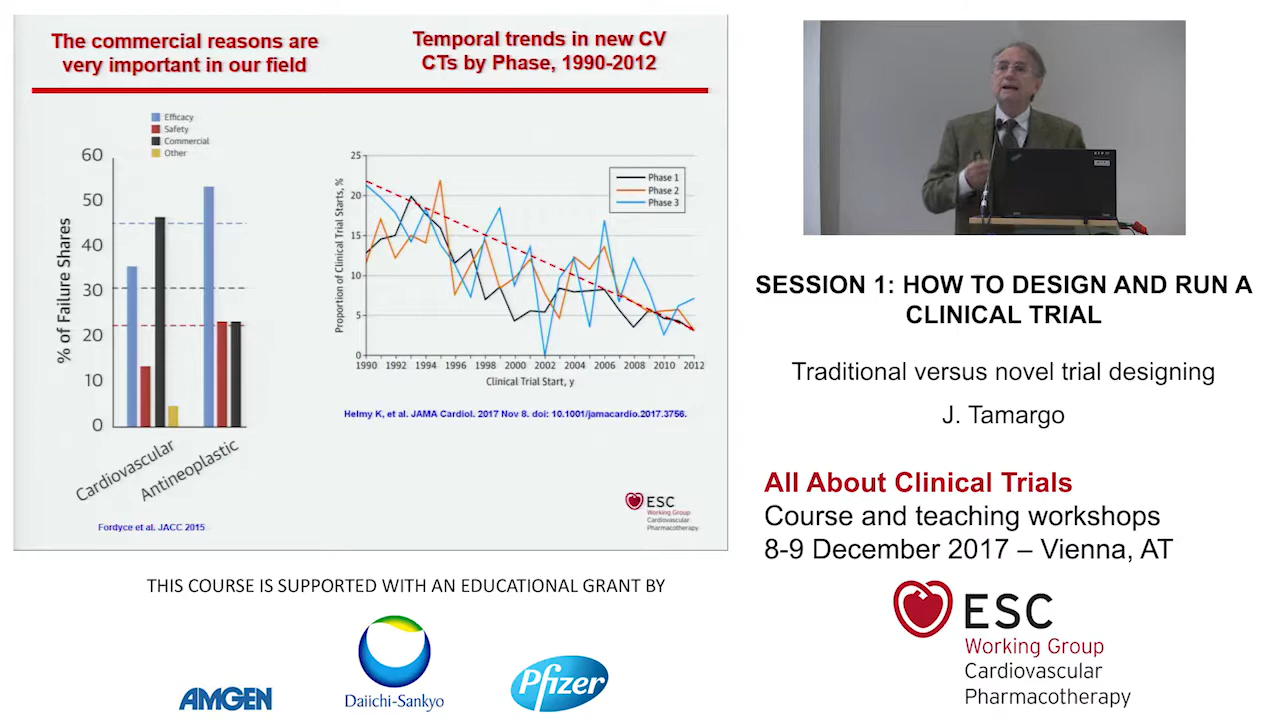 The commercial reasons are
very important in our field
Temporal trends in new CV
CTs by Phase, 1990-2012
Efficacy
Safety
Commercial
Other
60
50
40
30
20
10
0
% of Failure Shares
Cardiovascular
Antineoplastic
Fordyce et al. JACC 2015
25
20
15
10
5
0
Proportion of Clinical Trial Starts, %
Phase 1
Phase 2
Phase 3
1990 1992 1994 1996 1998 2000 2002 2004 2006 2008 2010 2012
Clinical Trial Start, y
Helmy K, et al. JAMA Cardiol. 2017 Nov 8. doi: 10.1001/jamacardio.2017.3756.
ESC
Working Group
Cardiovascular
Pharmacotherapy
SESSION 1: HOW TO DESIGN AND RUN A
CLINICAL TRIAL
Traditional versus novel trial designing
J. Tamargo
All About Clinical Trials
Course and teaching workshops
8-9 December 2017 – Vienna, AT
ESC
Working Group
Cardiovascular
Pharmacotherapy
THIS COURSE IS SUPPORTED WITH AN EDUCATIONAL GRANT BY
AMGEN
Daiichi-Sankyo
Pfizer